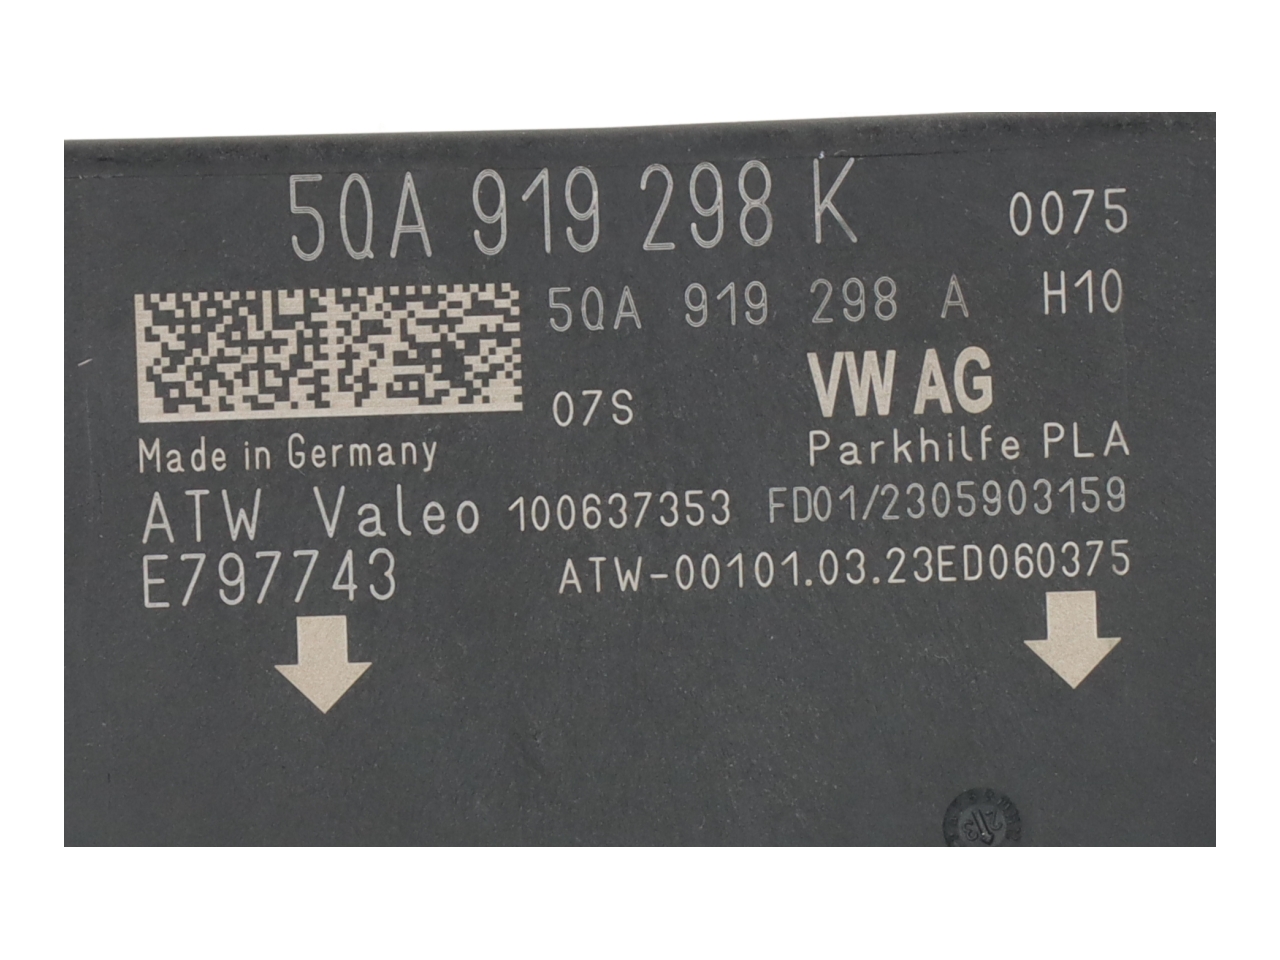 5QA 919 298 K 0075
5QA 919 298 A H10
07S VW AG
Made in Germany Parkhilfe PLA
ATW Valeo 100637353 FD01/2305903159
E797743 ATW-00101.03.23ED060375